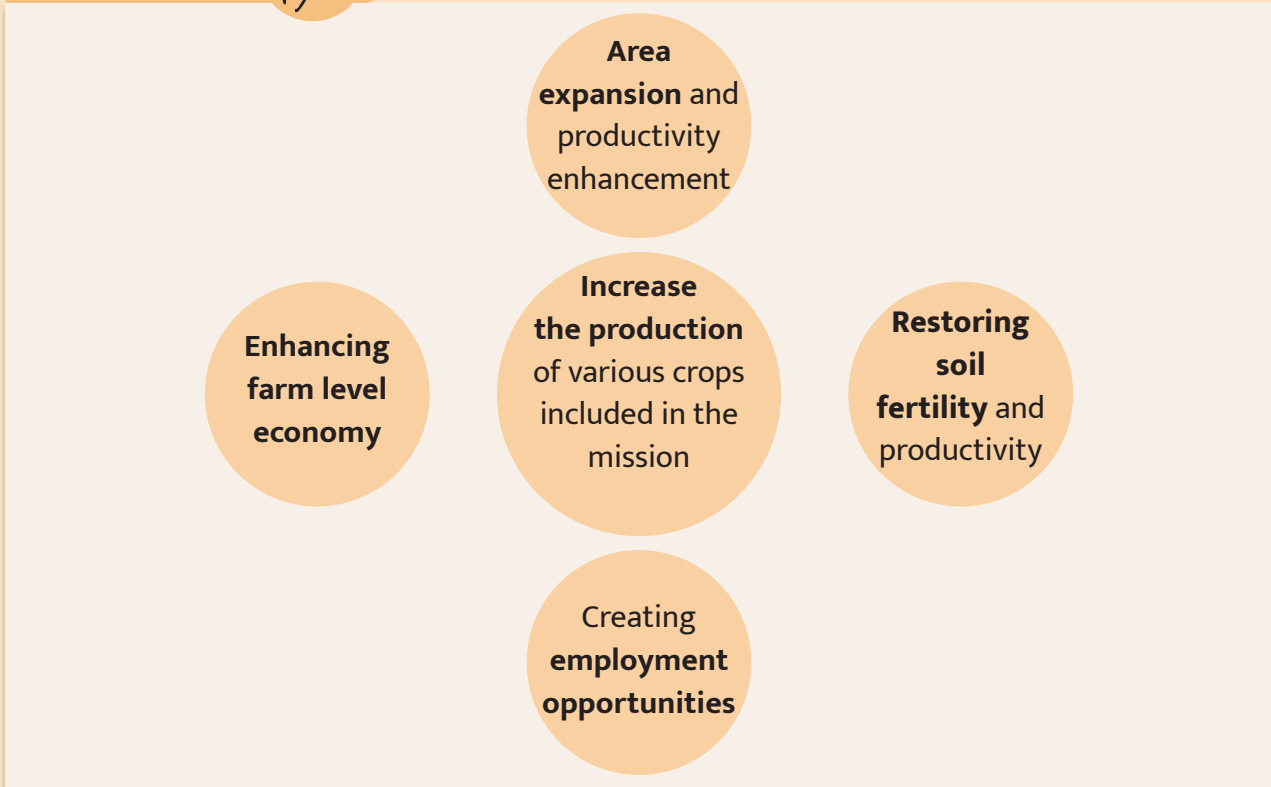 Area
expansion and
productivity
enhancement
Enhancing
farm level
economy
Increase
the production
of various crops
included in the
mission
Restoring
soil
fertility and
productivity
Creating
employment
opportunities